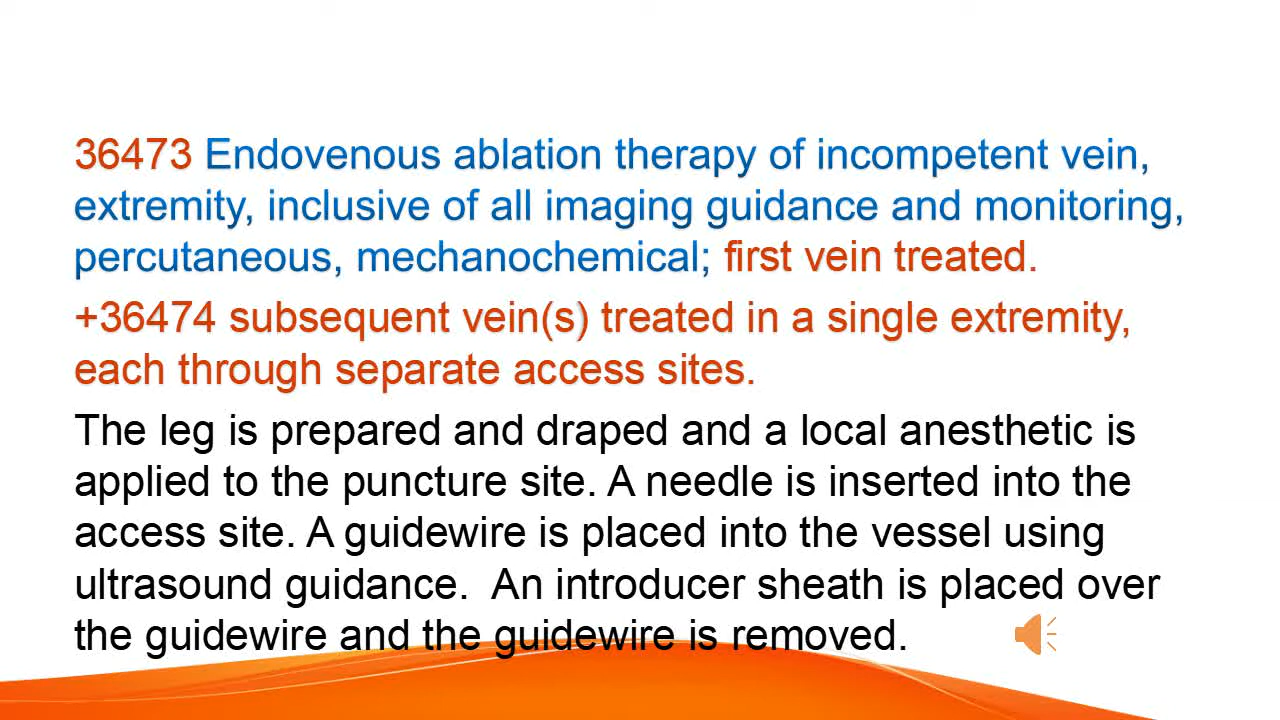 36473 Endovenous ablation therapy of incompetent vein,
extremity, inclusive of all imaging guidance and monitoring,
percutaneous, mechanochemical; first vein treated.
+36474 subsequent vein(s) treated in a single extremity,
each through separate access sites.
The leg is prepared and draped and a local anesthetic is
applied to the puncture site. A needle is inserted into the
access site. A guidewire is placed into the vessel using
ultrasound guidance.  An introducer sheath is placed over
the guidewire and the guidewire is removed.